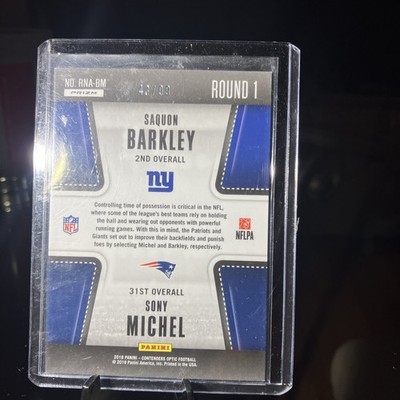 NO. RNA-BM
PRIZM
ROUND 1
SAQUON
BARKLEY
2ND OVERALL
ny
Controlling time of possession is critical in the NFL,
where some of the league's best teams rely on holding
the ball and wearing out opponents with powerful
running games. With this in mind, the Patriots and
Giants set out to improve their backfields and punish
foes by selecting Michel and Barkley, respectively.
NFL
NFLPA
31ST OVERALL
SONY
MICHEL
PANINI
2018 PANINI – CONTENDERS OPTIC FOOTBALL
© 2019 Panini America, Inc. Printed in the USA.